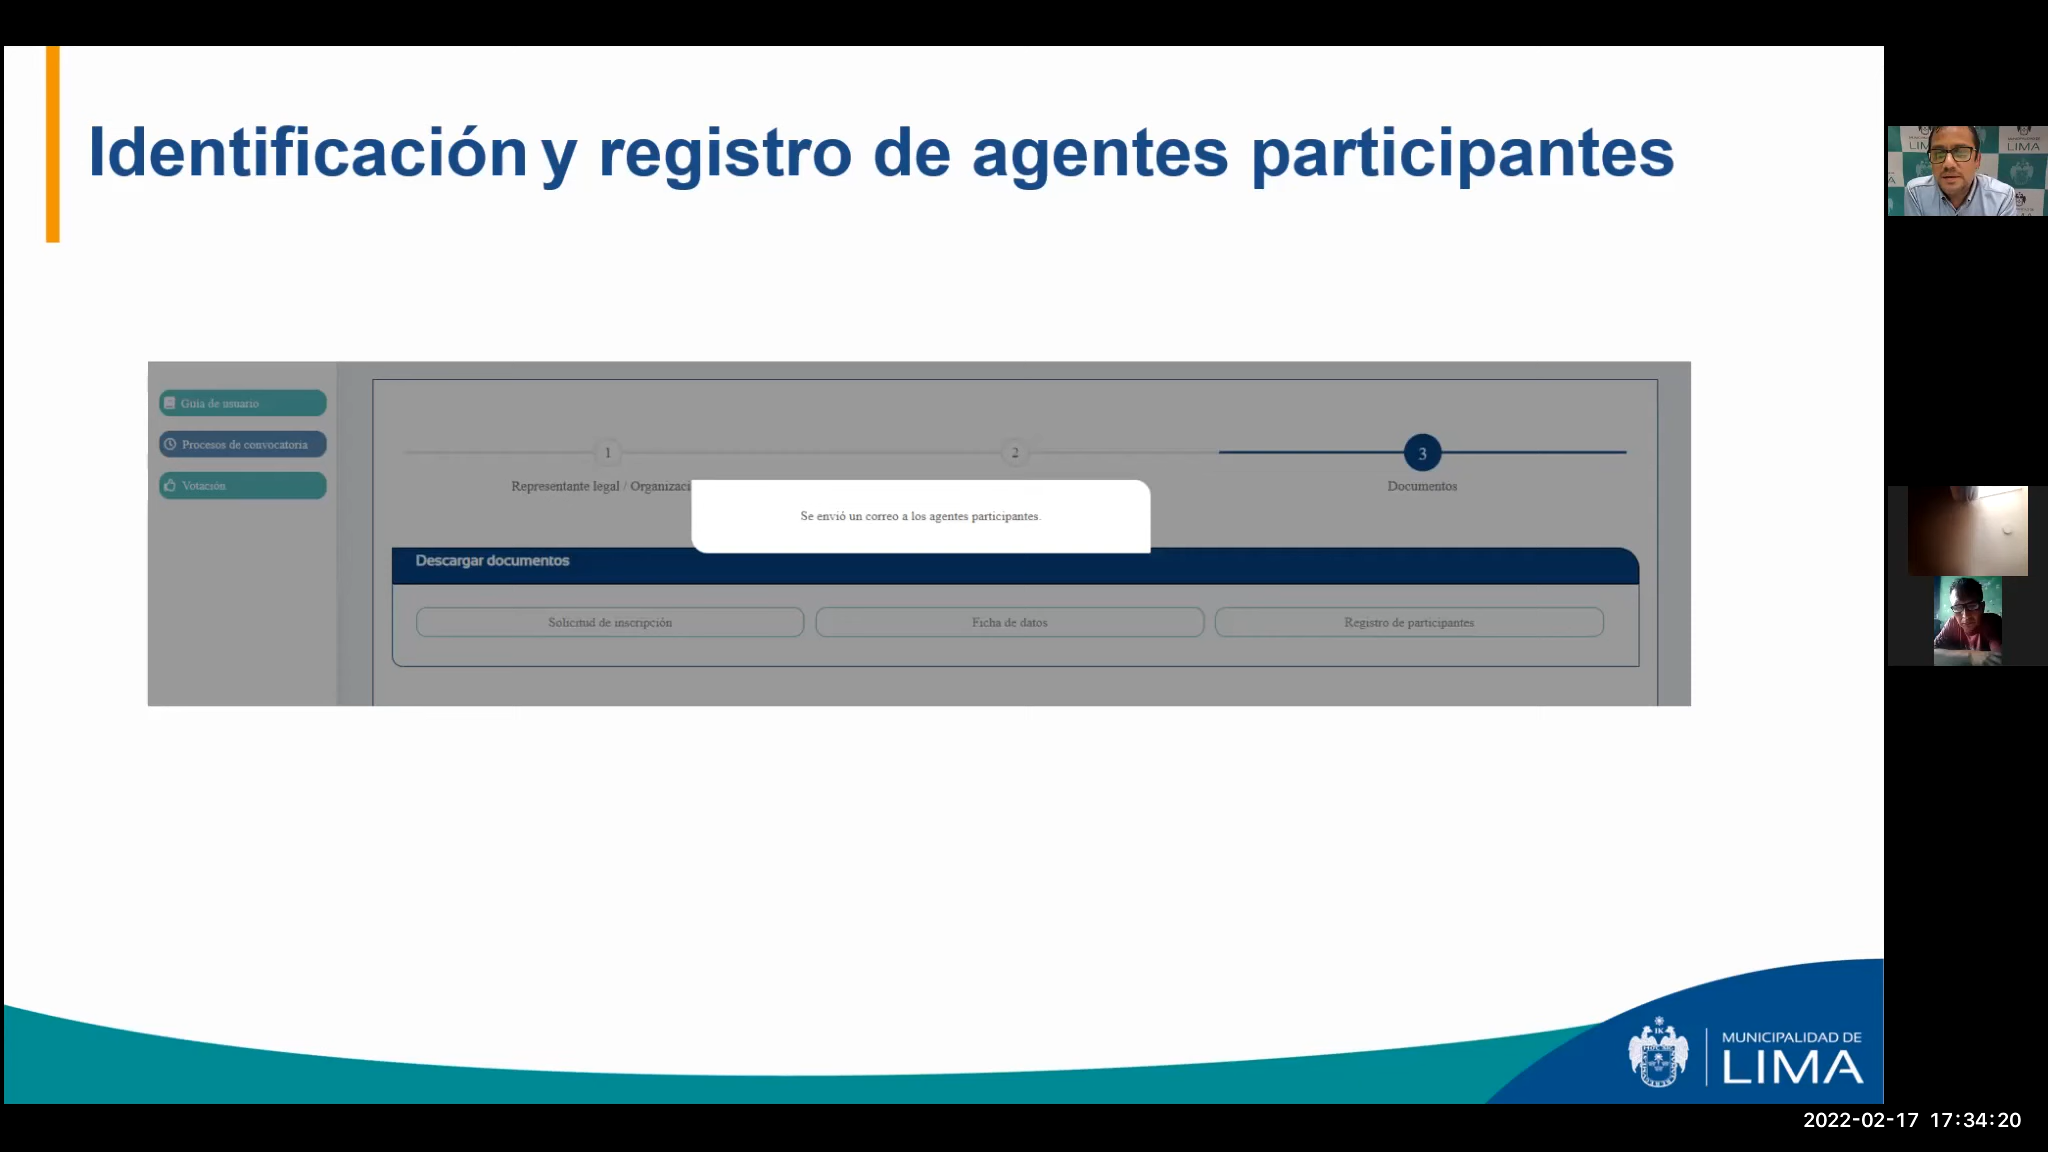 Identificación y registro de agentes participantes
Guía de usuario
Procesos de convocatoria
Votación
1
2
3
Representante legal / Organizaci
Documentos
Se envió un correo a los agentes participantes.
Descargar documentos
Solicitud de inscripción
Ficha de datos
Registro de participantes
MUNICIPALIDAD DE
LIMA
LIMA
2022-02-17 17:34:20